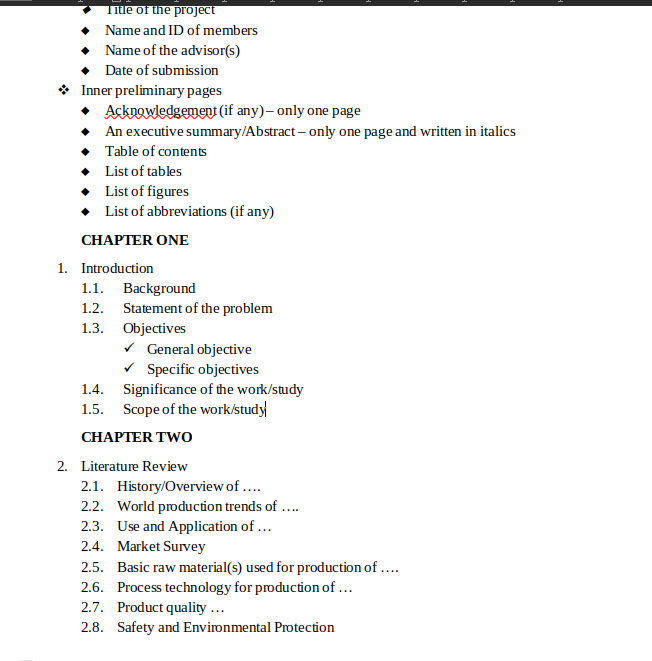 Title of the project
Name and ID of members
Name of the advisor(s)
Date of submission
Inner preliminary pages
Acknowledgement (if any) – only one page
An executive summary/Abstract – only one page and written in italics
Table of contents
List of tables
List of figures
List of abbreviations (if any)
CHAPTER ONE
1. Introduction
1.1. Background
1.2. Statement of the problem
1.3. Objectives
✓ General objective
✓ Specific objectives
1.4. Significance of the work/study
1.5. Scope of the work/study
CHAPTER TWO
2. Literature Review
2.1. History/Overview of ….
2.2. World production trends of ….
2.3. Use and Application of …
2.4. Market Survey
2.5. Basic raw material(s) used for production of ….
2.6. Process technology for production of …
2.7. Product quality …
2.8. Safety and Environmental Protection